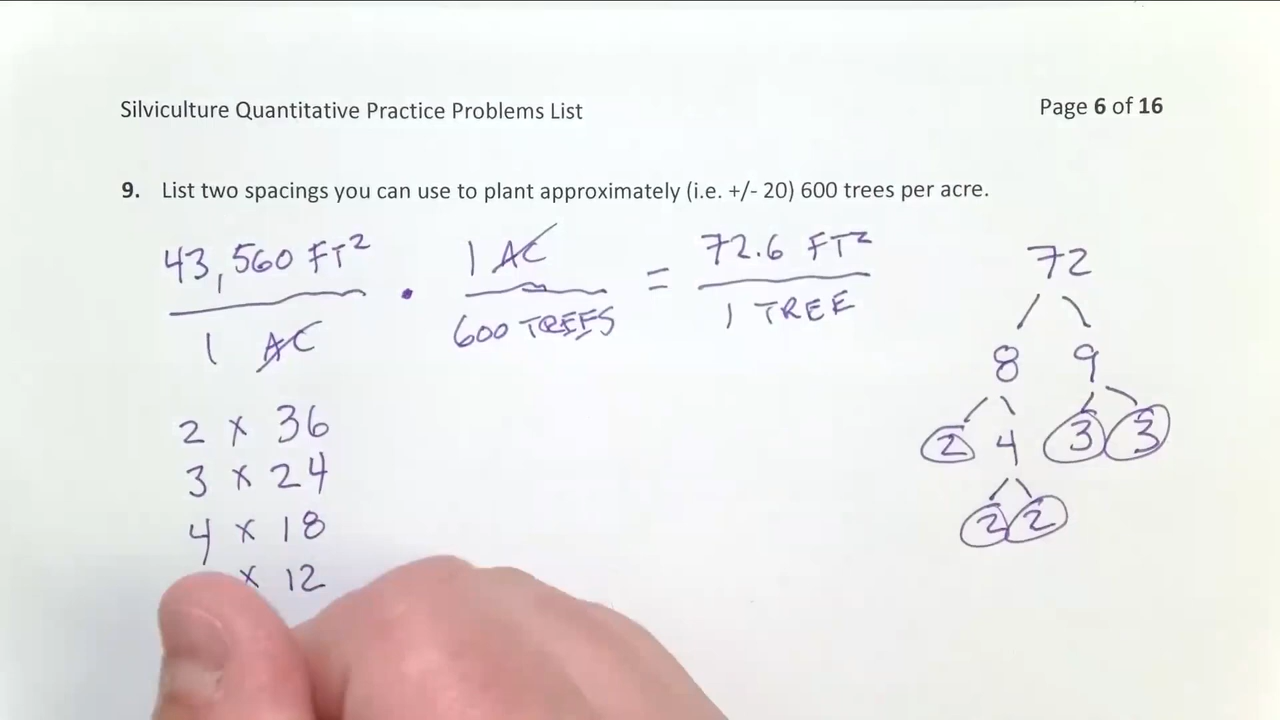 Silviculture Quantitative Practice Problems List Page 6 of 16
9. List two spacings you can use to plant approximately (i.e. +/- 20) 600 trees per acre.
43,560 FT² / 1 AC · 1 AC / 600 TREES = 72.6 FT² / 1 TREE
2 x 36
3 x 24
4 x 18
x 12
72
8 9
2 4 3 3
2 2